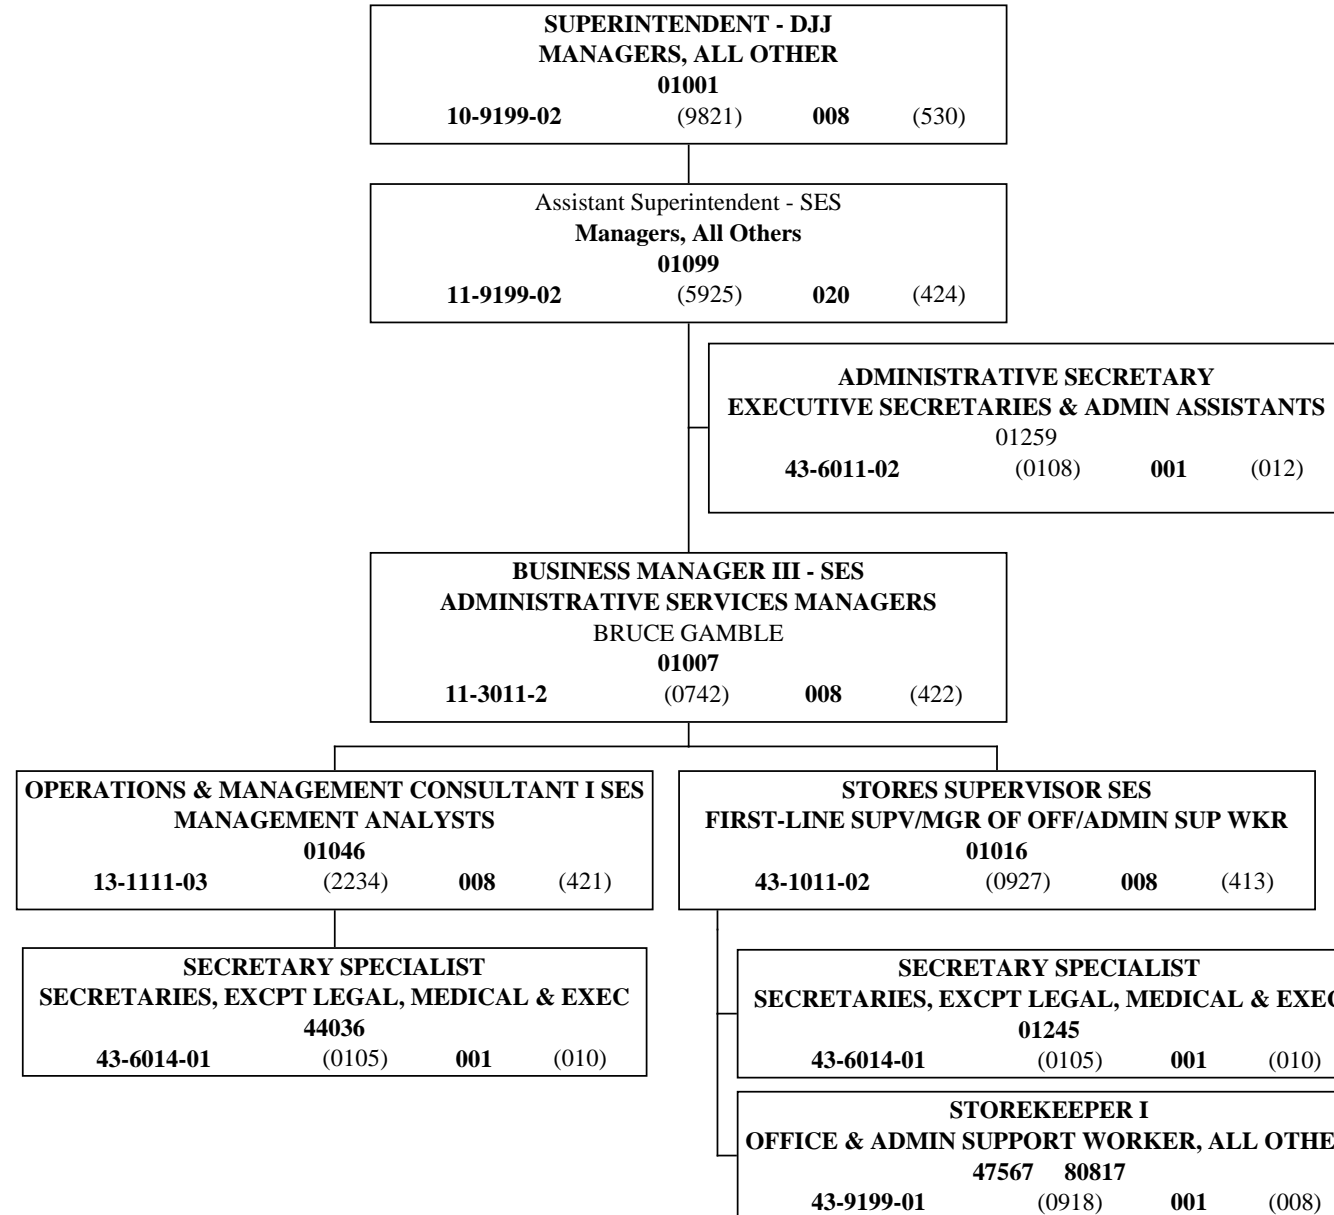 SUPERINTENDENT - DJJ
MANAGERS, ALL OTHER
01001
10-9199-02 (9821) 008 (530)
Assistant Superintendent - SES
Managers, All Others
01099
11-9199-02 (5925) 020 (424)
ADMINISTRATIVE SECRETARY
EXECUTIVE SECRETARIES & ADMIN ASSISTANTS
01259
43-6011-02 (0108) 001 (012)
BUSINESS MANAGER III - SES
ADMINISTRATIVE SERVICES MANAGERS
BRUCE GAMBLE
01007
11-3011-2 (0742) 008 (422)
OPERATIONS & MANAGEMENT CONSULTANT I SES
MANAGEMENT ANALYSTS
01046
13-1111-03 (2234) 008 (421)
STORES SUPERVISOR SES
FIRST-LINE SUPV/MGR OF OFF/ADMIN SUP WKR
01016
43-1011-02 (0927) 008 (413)
SECRETARY SPECIALIST
SECRETARIES, EXCPT LEGAL, MEDICAL & EXEC
44036
43-6014-01 (0105) 001 (010)
SECRETARY SPECIALIST
SECRETARIES, EXCPT LEGAL, MEDICAL & EXEC
01245
43-6014-01 (0105) 001 (010)
STOREKEEPER I
OFFICE & ADMIN SUPPORT WORKER, ALL OTHE
47567 80817
43-9199-01 (0918) 001 (008)